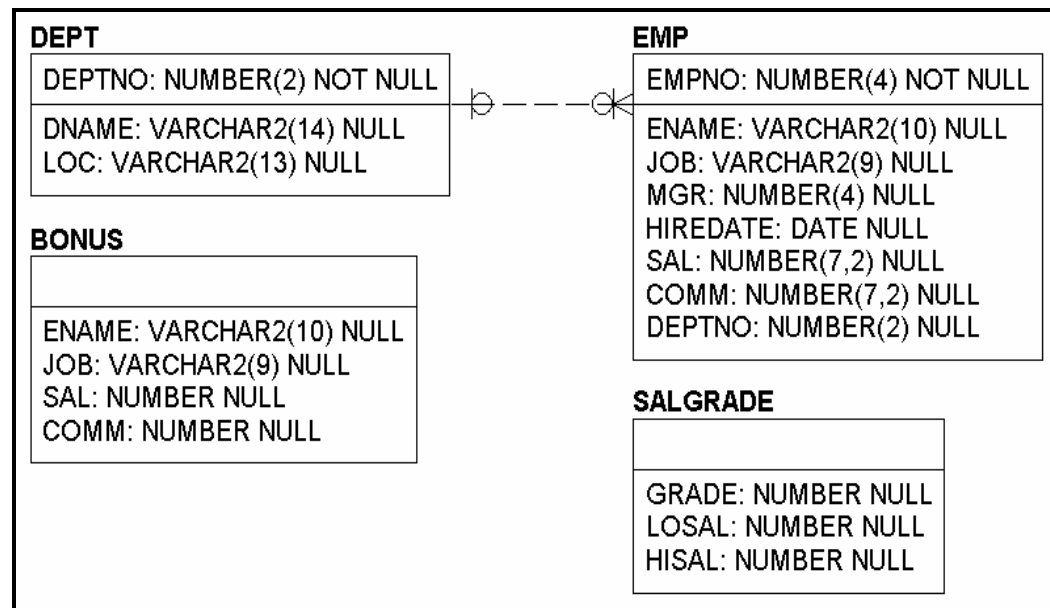 DEPT
DEPTNO: NUMBER(2) NOT NULL
DNAME: VARCHAR2(14) NULL
LOC: VARCHAR2(13) NULL
EMP
EMPNO: NUMBER(4) NOT NULL
ENAME: VARCHAR2(10) NULL
JOB: VARCHAR2(9) NULL
MGR: NUMBER(4) NULL
HIREDATE: DATE NULL
SAL: NUMBER(7,2) NULL
COMM: NUMBER(7,2) NULL
DEPTNO: NUMBER(2) NULL
BONUS
ENAME: VARCHAR2(10) NULL
JOB: VARCHAR2(9) NULL
SAL: NUMBER NULL
COMM: NUMBER NULL
SALGRADE
GRADE: NUMBER NULL
LOSAL: NUMBER NULL
HISAL: NUMBER NULL